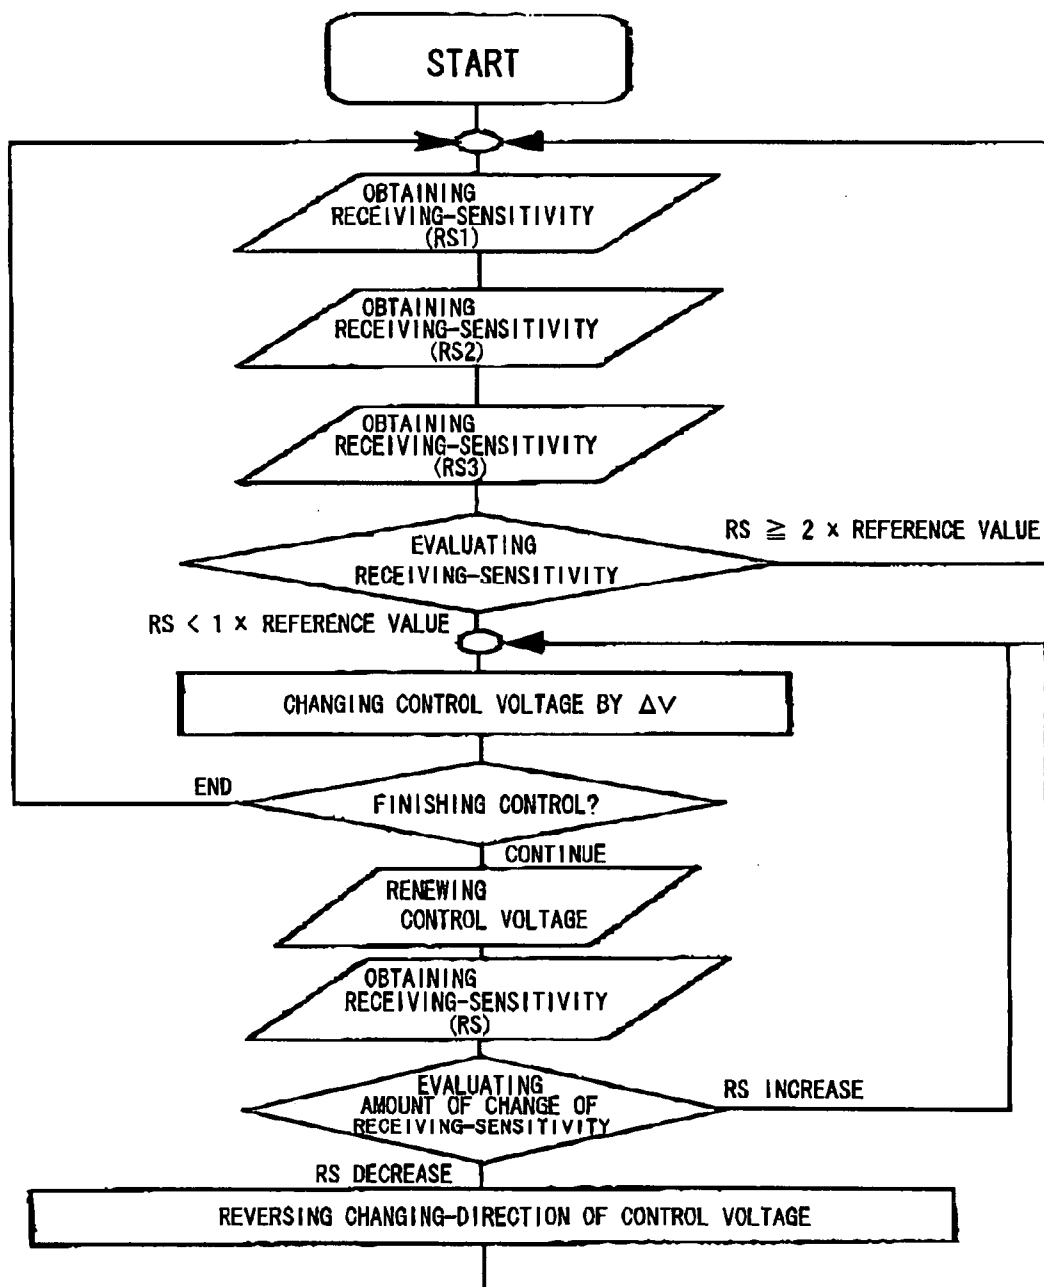 START
OBTAINING
RECEIVING-SENSITIVITY
(RS1)
OBTAINING
RECEIVING-SENSITIVITY
(RS2)
OBTAINING
RECEIVING-SENSITIVITY
(RS3)
EVALUATING
RECEIVING-SENSITIVITY
RS ≧ 2 × REFERENCE VALUE
RS < 1 × REFERENCE VALUE
CHANGING CONTROL VOLTAGE BY ΔV
FINISHING CONTROL?
END
CONTINUE
RENEWING
CONTROL VOLTAGE
OBTAINING
RECEIVING-SENSITIVITY
(RS)
EVALUATING
AMOUNT OF CHANGE OF
RECEIVING-SENSITIVITY
RS INCREASE
RS DECREASE
REVERSING CHANGING-DIRECTION OF CONTROL VOLTAGE